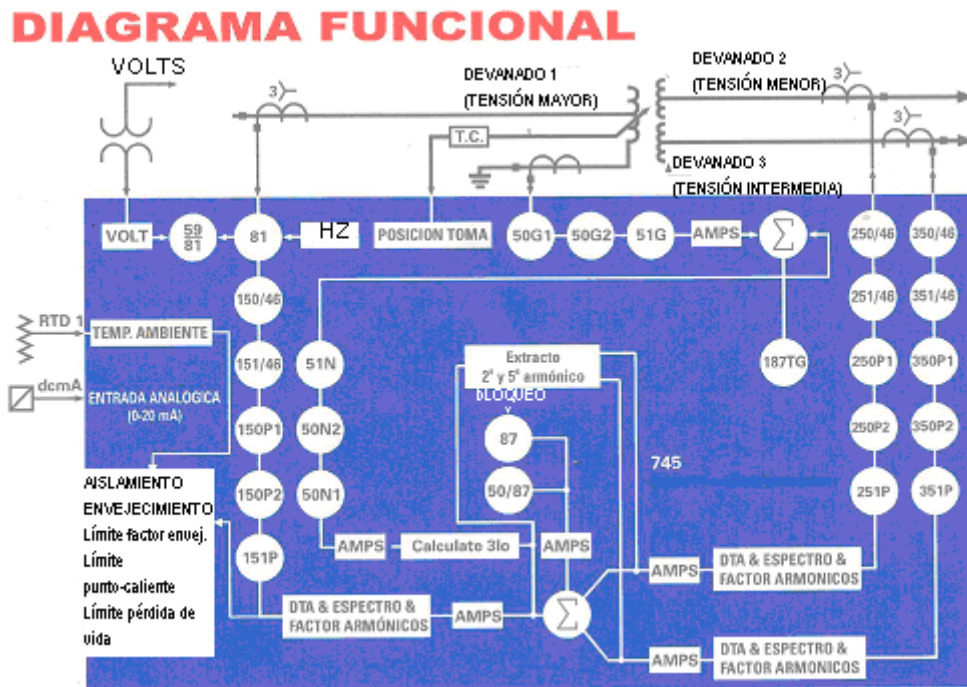 DIAGRAMA FUNCIONAL
VOLTS
DEVANADO 1
(TENSIÓN MAYOR)
DEVANADO 2
(TENSIÓN MENOR)
3
3
3
T.C.
DEVANADO 3
(TENSIÓN INTERMEDIA)
VOLT
59
81
81
HZ
POSICION TOMA
50G1
50G2
51G
AMPS
Σ
250/46
350/46
150/46
251/46
351/46
RTD 1
TEMP. AMBIENTE
151/46
51N
Extracto
2° y 5° armónico
BLOQUEO
187TG
250P1
350P1
dcmA
ENTRADA ANALÓGICA
(0-20 mA)
150P1
50N2
87
250P2
350P2
745
AISLAMIENTO
ENVEJECIMIENTO
Límite factor envej.
Límite
punto-caliente
Límite pérdida de
vida
150P2
50N1
50/87
251P
351P
151P
AMPS
Calculate 3Io
AMPS
AMPS
DTA & ESPECTRO &
FACTOR ARMONICOS
DTA & ESPECTRO &
FACTOR ARMÓNICOS
AMPS
Σ
AMPS
DTA & ESPECTRO &
FACTOR ARMONICOS